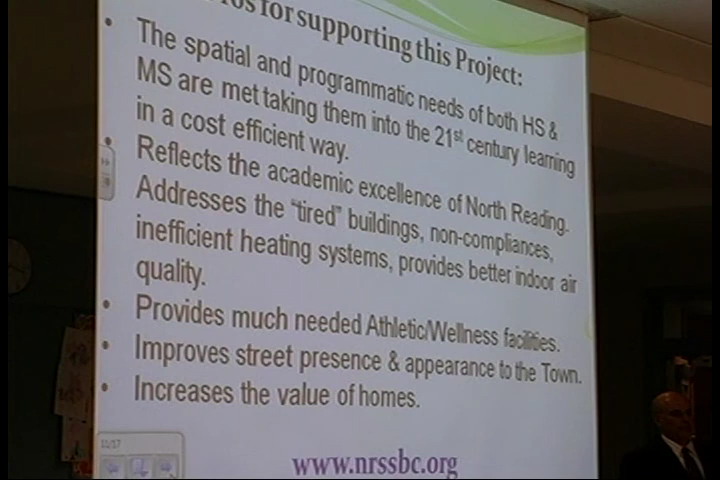 ros for supporting this Project:
• The spatial and programmatic needs of both HS &
MS are met taking them into the 21st century learning
in a cost efficient way.
• Reflects the academic excellence of North Reading.
Addresses the “tired” buildings, non-compliances,
inefficient heating systems, provides better indoor air
quality.
• Provides much needed Athletic/Wellness facilities.
• Improves street presence & appearance to the Town.
• Increases the value of homes.
11/17
www.nrssbc.org